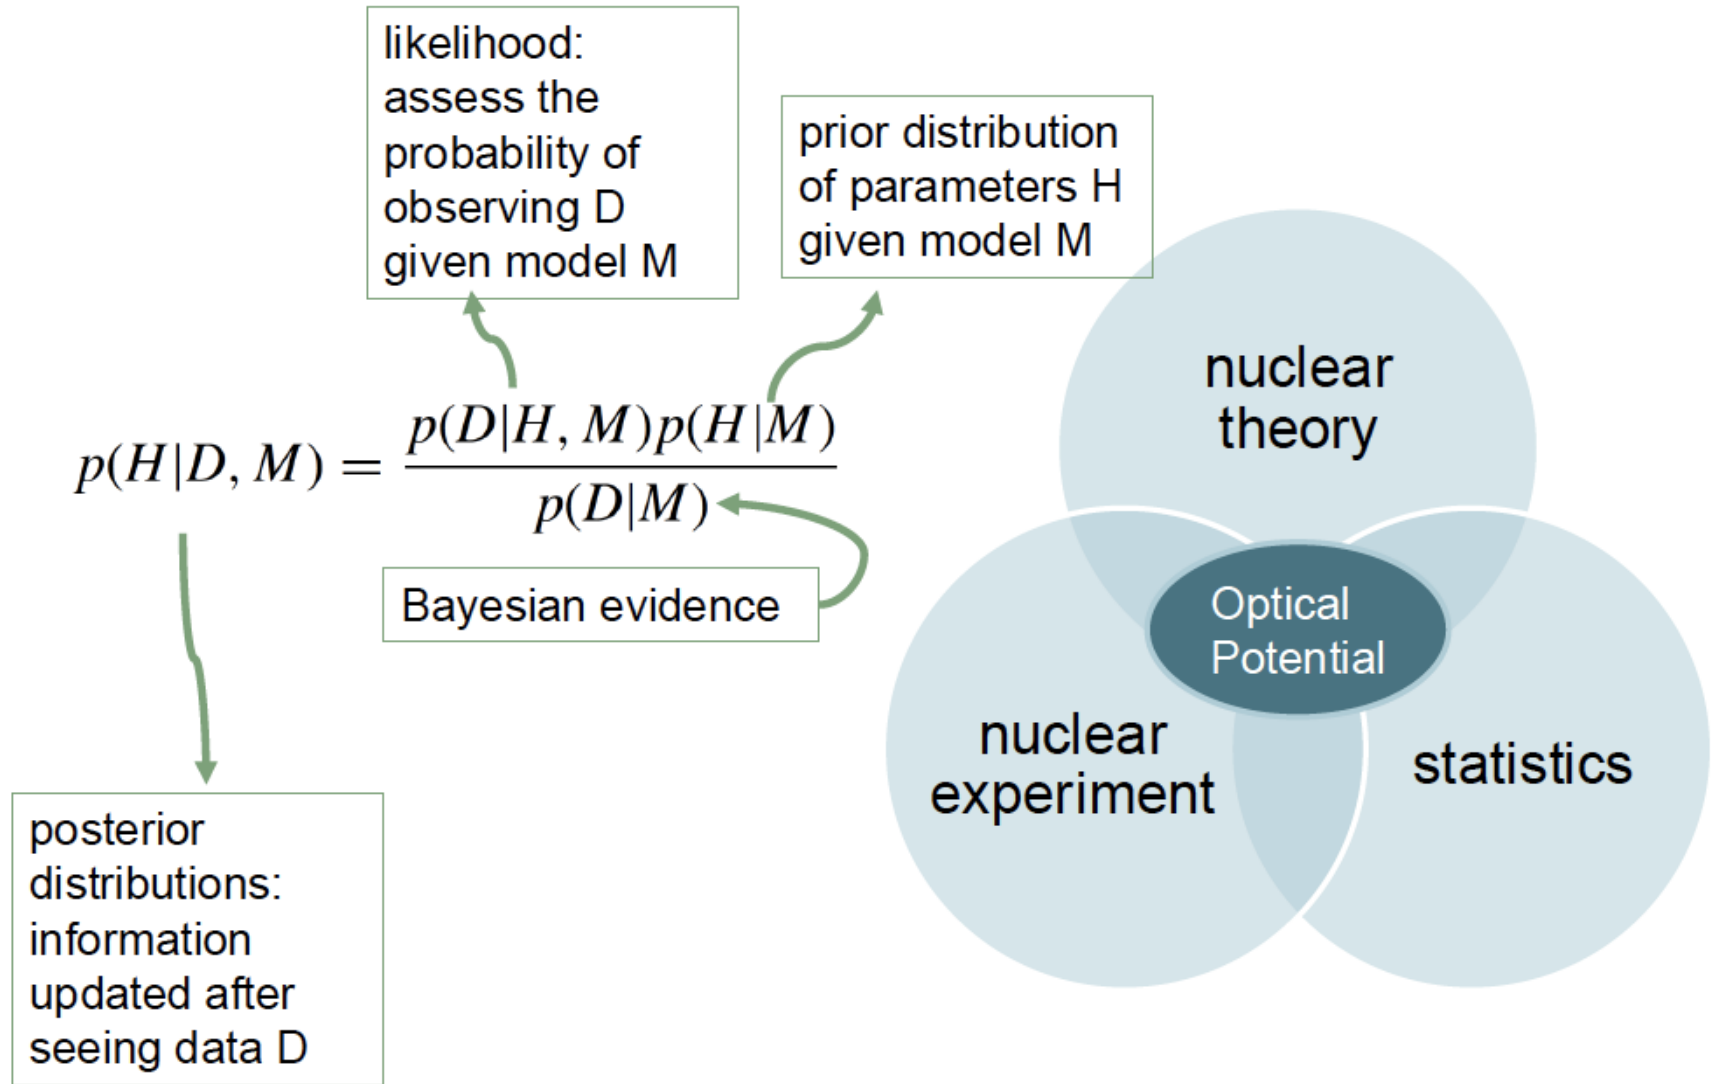 likelihood:
assess the
probability of
observing D
given model M
prior distribution
of parameters H
given model M
p(H|D, M) = p(D|H, M)p(H|M)
p(D|M)
Bayesian evidence
posterior
distributions:
information
updated after
seeing data D
nuclear
theory
Optical
Potential
nuclear
experiment
statistics